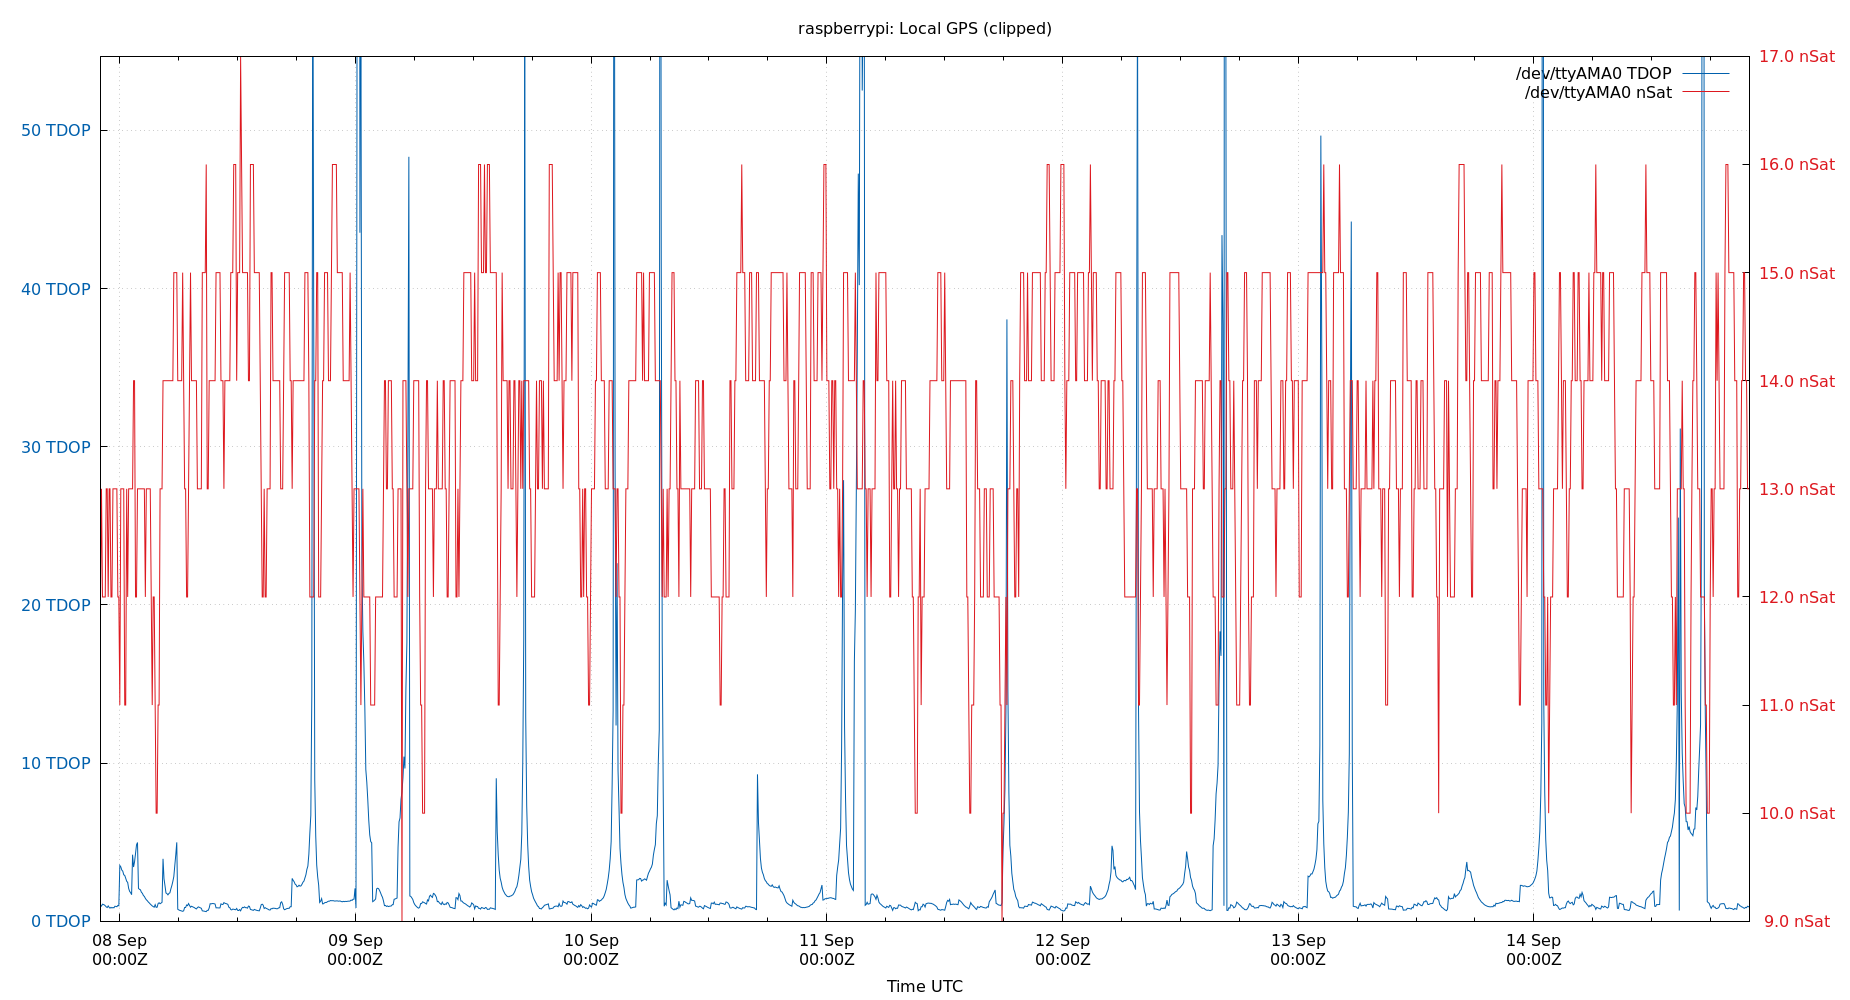 raspberrypi: Local GPS (clipped)
/dev/ttyAMA0 TDOP
/dev/ttyAMA0 nSat
50 TDOP
40 TDOP
30 TDOP
20 TDOP
10 TDOP
0 TDOP
17.0 nSat
16.0 nSat
15.0 nSat
14.0 nSat
13.0 nSat
12.0 nSat
11.0 nSat
10.0 nSat
9.0 nSat
08 Sep
00:00Z
09 Sep
00:00Z
10 Sep
00:00Z
11 Sep
00:00Z
12 Sep
00:00Z
13 Sep
00:00Z
14 Sep
00:00Z
Time UTC